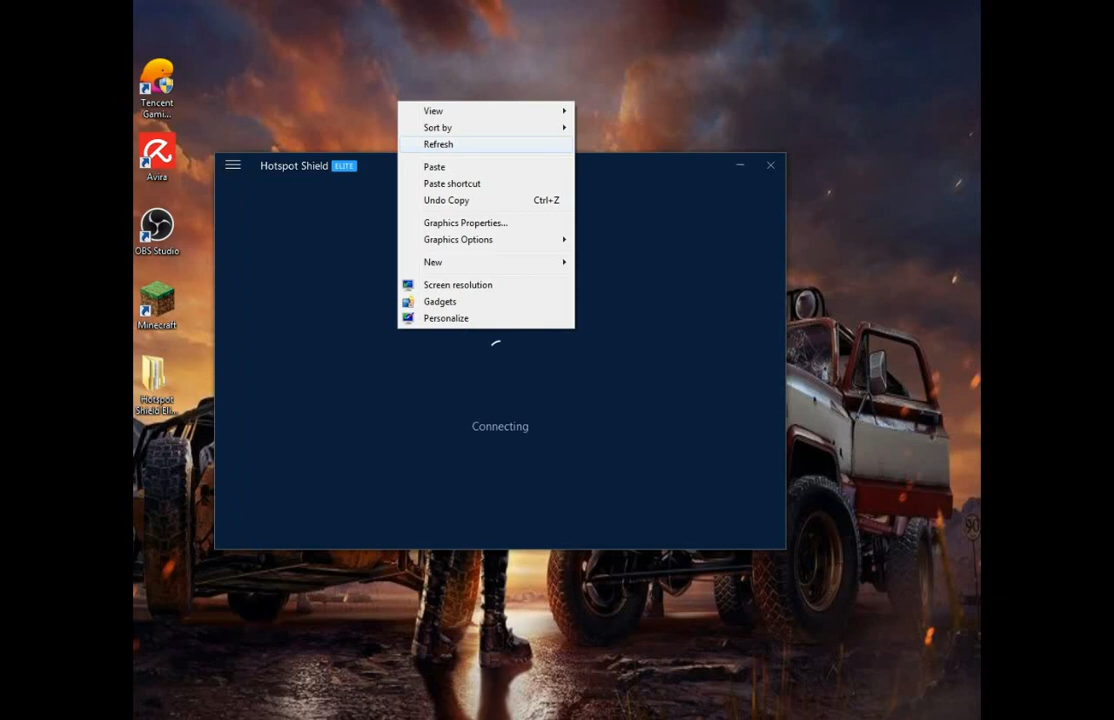 Tencent
Gami...
Avira
OBS Studio
Minecraft
Hotspot
Shield Eli...
Hotspot Shield ELITE
View
Sort by
Refresh
Paste
Paste shortcut
Undo Copy Ctrl+Z
Graphics Properties...
Graphics Options
New
Screen resolution
Gadgets
Personalize
Connecting
90